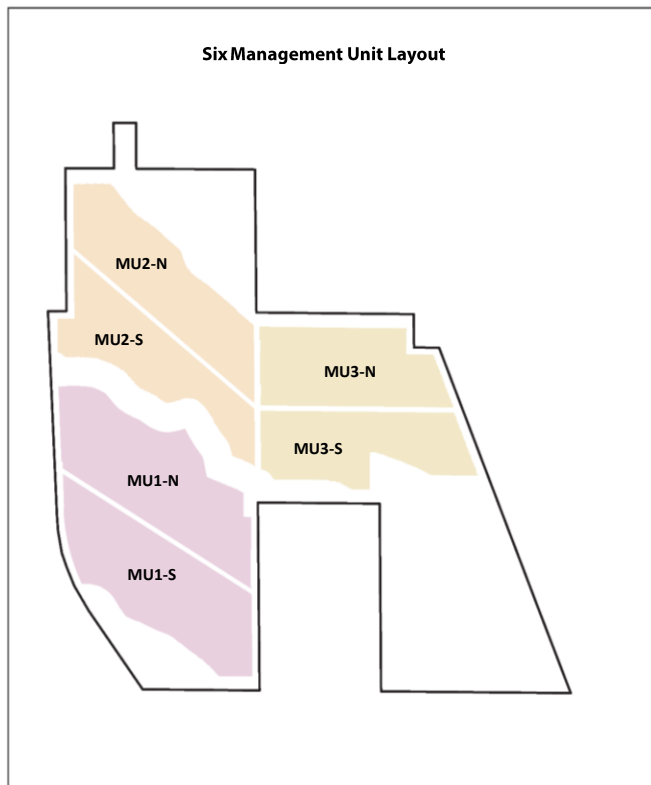 Six Management Unit Layout
MU2-N
MU2-S
MU3-N
MU3-S
MU1-N
MU1-S